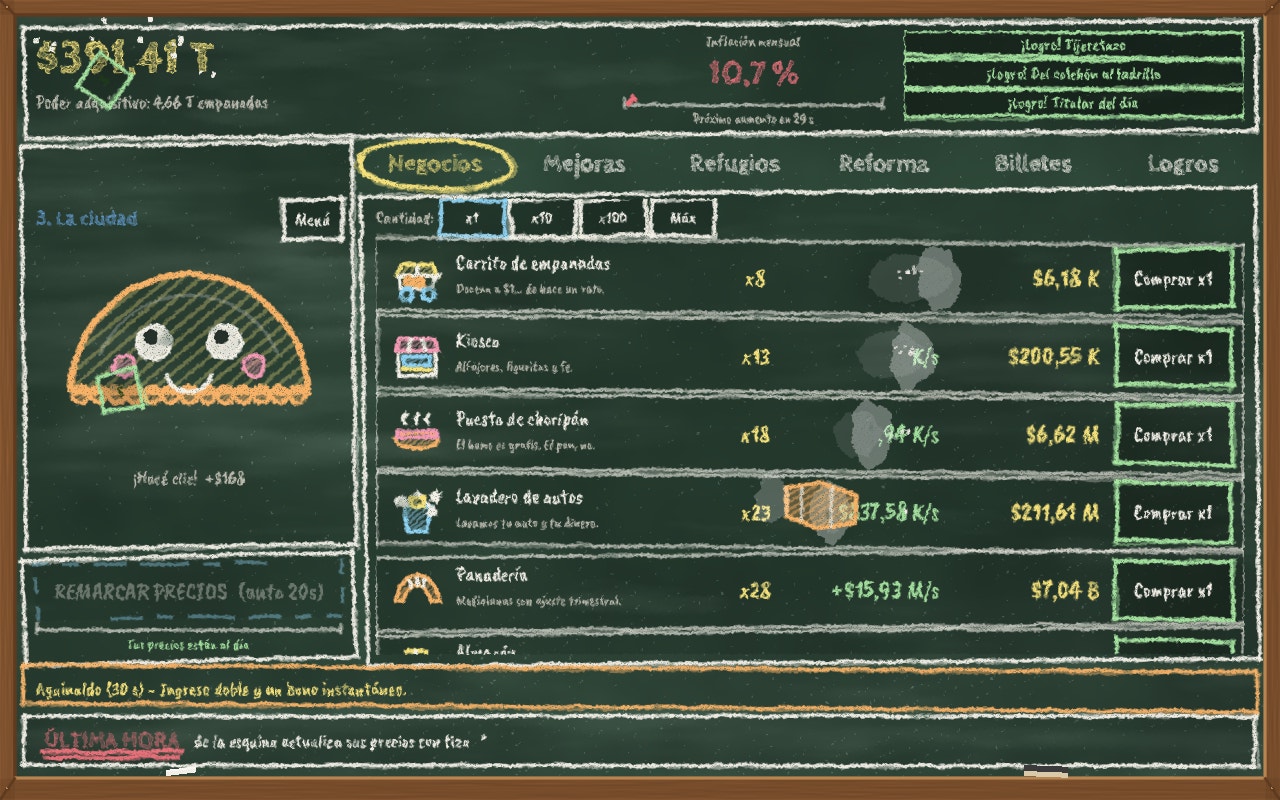 $391,41 T
Poder adquisitivo: 4,66 T empanadas
Inflación mensual
10,7 %
Próximo aumento en 29s
¡Logro! Tijeretazo
¡Logro! Del colchón al ladrillo
¡Logro! Titular del día
3. La ciudad
Menú
¡Hacé clic! +$168
REMARCAR PRECIOS (auto 20s)
Tus precios están al día
Negocios Mejoras Refugios Reforma Billetes Logros
Cantidad: x1 x10 x100 Máx
Carrito de empanadas
Docena a $1... de hace un rato.
x8 $6,18 K Comprar x1
Kiosco
Alfajores, figuritas y fe.
x13 K/s $200,55 K Comprar x1
Puesto de choripán
El humo es gratis. El pan, no.
x18 ,94 K/s $6,62 M Comprar x1
Lavadero de autos
Lavamos tu auto y tu dinero.
x23 37,58 K/s $211,61 M Comprar x1
Panadería
Medialunas con ajuste trimestral.
x28 +$15,93 M/s $7,04 B Comprar x1
Aguinaldo (30 s) - Ingreso doble y un bono instantáneo.
ÚLTIMA HORA de la esquina actualiza sus precios con tiza